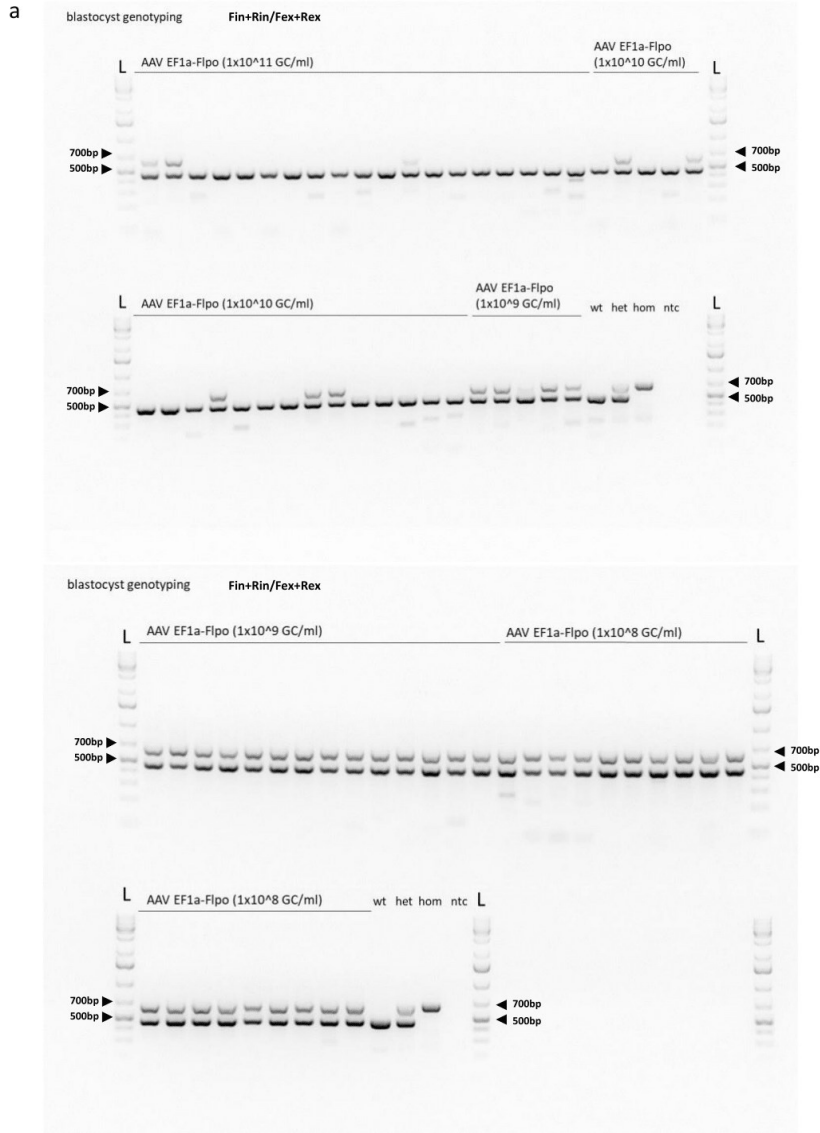 a
blastocyst genotyping Fin+Rin/Fex+Rex
L AAV EF1a-Flpo (1x10^11 GC/ml) AAV EF1a-Flpo
(1x10^10 GC/ml) L
700bp 700bp
500bp 500bp
L AAV EF1a-Flpo (1x10^10 GC/ml) AAV EF1a-Flpo
(1x10^9 GC/ml) wt het hom ntc L
700bp 700bp
500bp 500bp
blastocyst genotyping Fin+Rin/Fex+Rex
L AAV EF1a-Flpo (1x10^9 GC/ml) AAV EF1a-Flpo (1x10^8 GC/ml) L
700bp 700bp
500bp 500bp
L AAV EF1a-Flpo (1x10^8 GC/ml) wt het hom ntc L
700bp 700bp
500bp 500bp